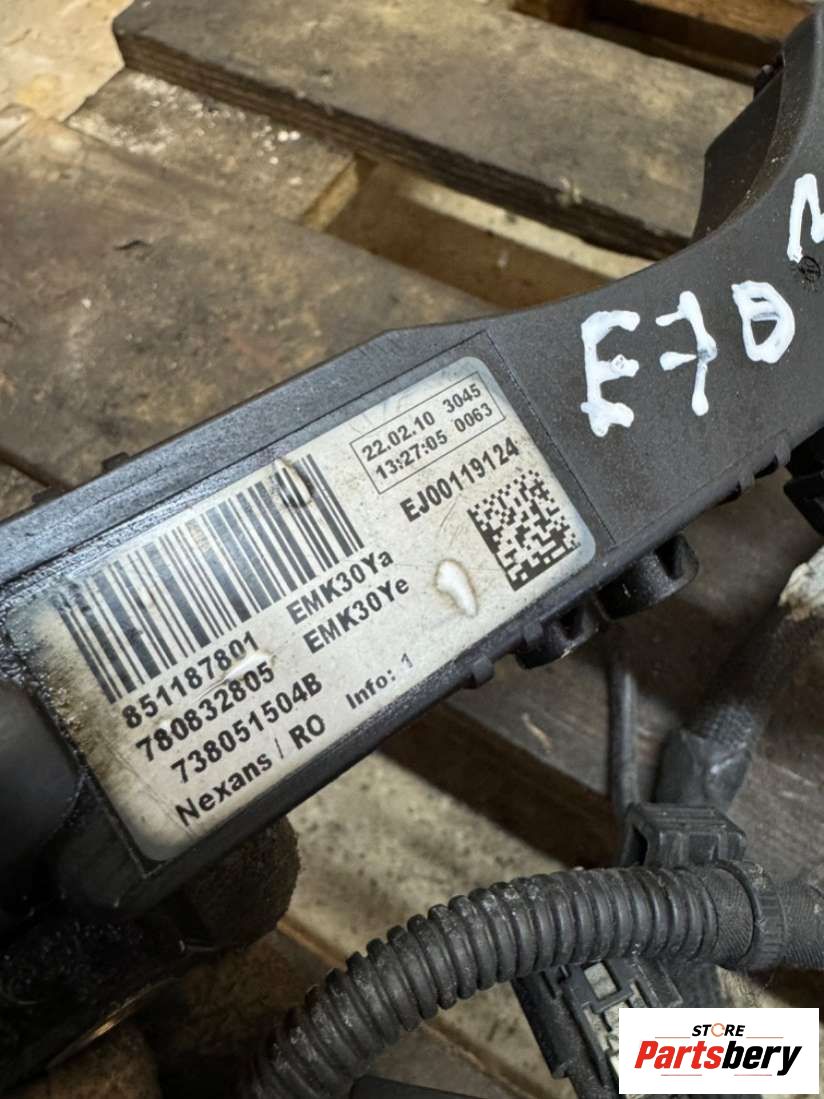 E70
22.02.10 3045
13:27:05 0063
EJ00119124
851187801 EMK30Ya
780832805 EMK30Ye
738051504B
Nexans / RO Info: 1
STORE
Partsbery